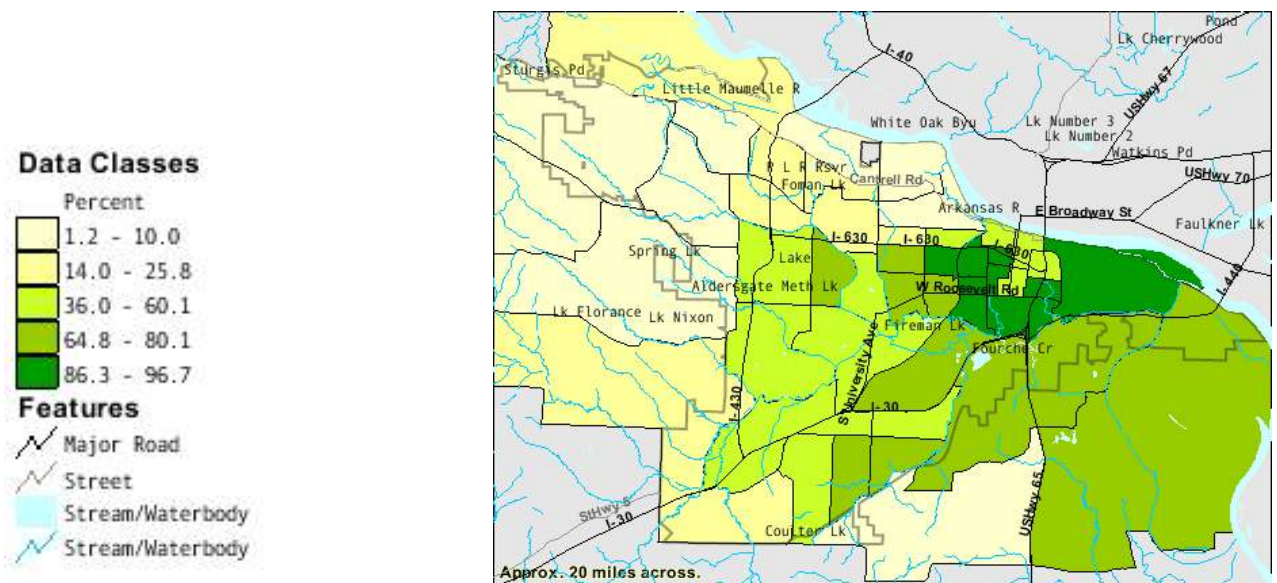 Data Classes
Percent
1.2 - 10.0
14.0 - 25.8
36.0 - 60.1
64.8 - 80.1
86.3 - 96.7
Features
Major Road
Street
Stream/Waterbody
Stream/Waterbody
Pond
Lk Cherrywood
I-40
Sturgis Pd
USHwy 67
Little Maumelle R
White Oak Byu
Lk Number 3
Lk Number 2
Watkins Pd
R L R Rsvr
Cantrell Rd
USHwy 70
Foman Lk
Arkansas R
E Broadway St
Faulkner Lk
I-630
I-630
I-630
Spring Lk
Lake
I-440
Aldersgate Meth Lk
W Roosevelt Rd
Lk Florance
Lk Nixon
Fireman Lk
Fourche Cr
S University Ave
I-430
I-30
USHwy 65
StHwy 5
I-30
Coulter Lk
Approx. 20 miles across.